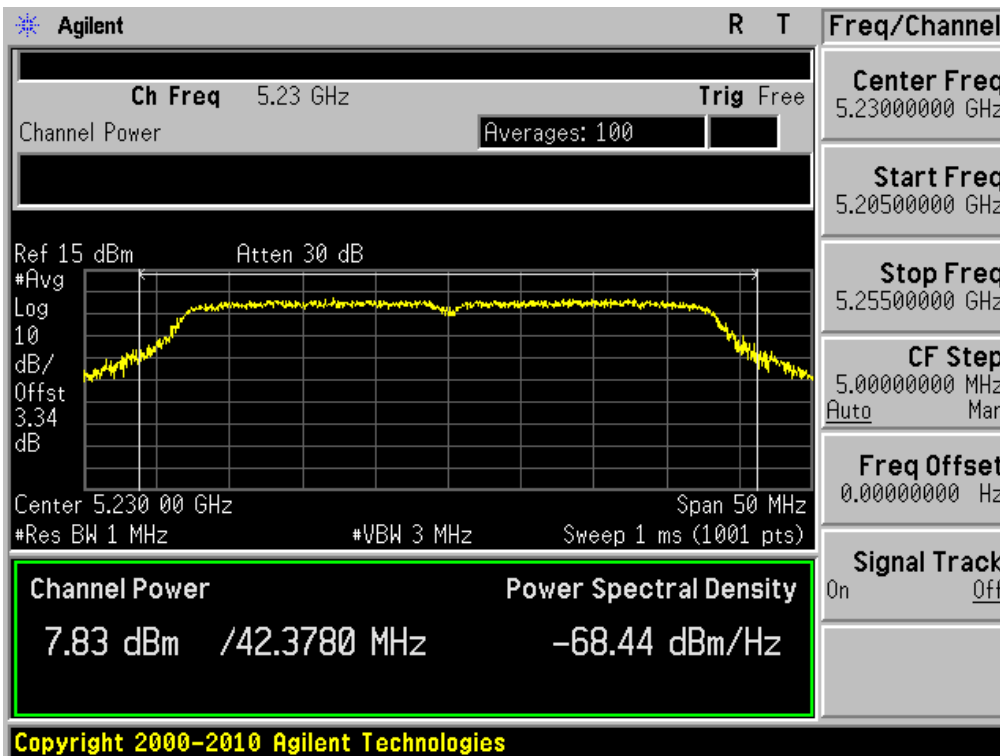 Agilent R T
Ch Freq 5.23 GHz Trig Free
Channel Power Averages: 100
Ref 15 dBm Atten 30 dB
#Avg
Log
10
dB/
Offst
3.34
dB
Center 5.230 00 GHz Span 50 MHz
#Res BW 1 MHz #VBW 3 MHz Sweep 1 ms (1001 pts)
Channel Power Power Spectral Density
7.83 dBm /42.3780 MHz -68.44 dBm/Hz
Copyright 2000-2010 Agilent Technologies
Freq/Channel
Center Freq
5.23000000 GHz
Start Freq
5.20500000 GHz
Stop Freq
5.25500000 GHz
CF Step
5.00000000 MHz
Auto Man
Freq Offset
0.00000000 Hz
Signal Track
On Off